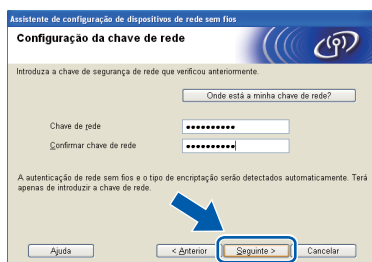 Assistente de configuração de dispositivos de rede sem fios
Configuração da chave de rede
Introduza a chave de segurança de rede que verificou anteriormente.
Onde está a minha chave de rede?
Chave de rede
Confirmar chave de rede
A autenticação de rede sem fios e o tipo de encriptação serão detectados automaticamente. Terá
apenas de introduzir a chave de rede.
Ajuda
< Anterior
Seguinte >
Cancelar